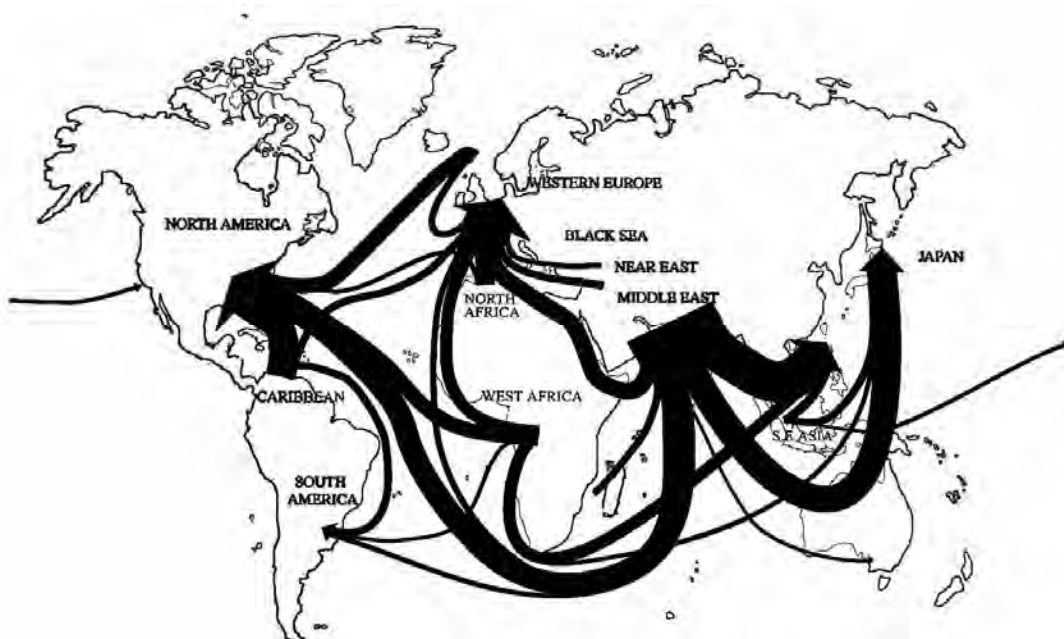 WESTERN EUROPE
NORTH AMERICA
BLACK SEA
JAPAN
NEAR EAST
MIDDLE EAST
NORTH
AFRICA
CARIBBEAN
WEST AFRICA
S.E ASIA
SOUTH
AMERICA